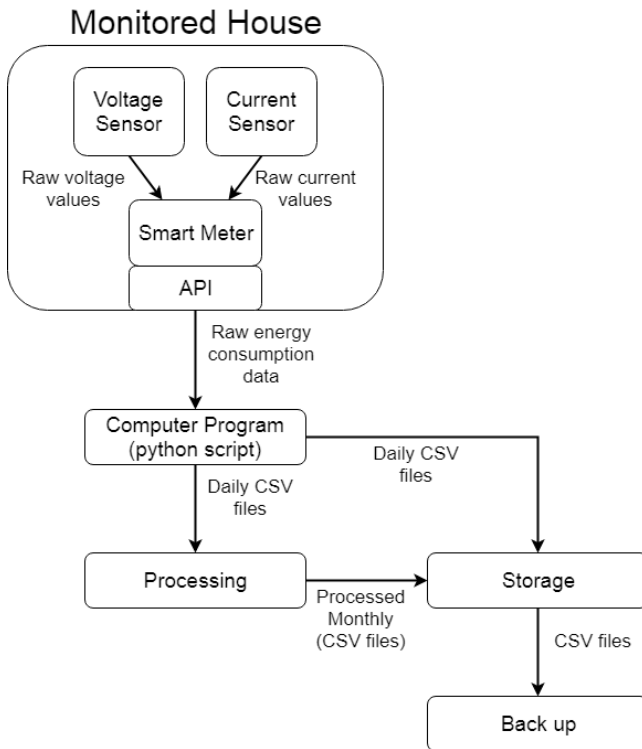 Monitored House
Voltage
Sensor
Current
Sensor
Raw voltage
values
Raw current
values
Smart Meter
API
Raw energy
consumption
data
Computer Program
(python script)
Daily CSV
files
Daily CSV
files
Processing
Processed
Monthly
(CSV files)
Storage
CSV files
Back up